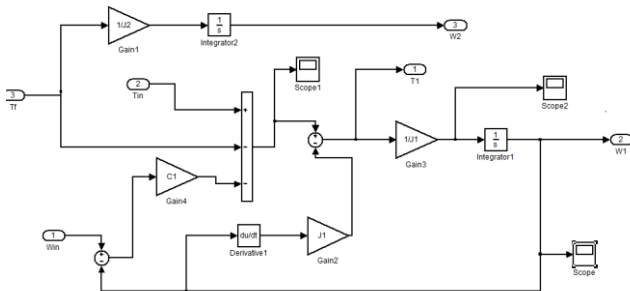 1/J2
Gain1
1
s
Integrator2
3
W2
2
Tin
3
Tf
+
−
−
Scope1
+
−
1
T1
1/J1
Gain3
Scope2
1
s
Integrator1
2
W1
C1
Gain4
1
Win
+
−
du/dt
Derivative1
J1
Gain2
Scope